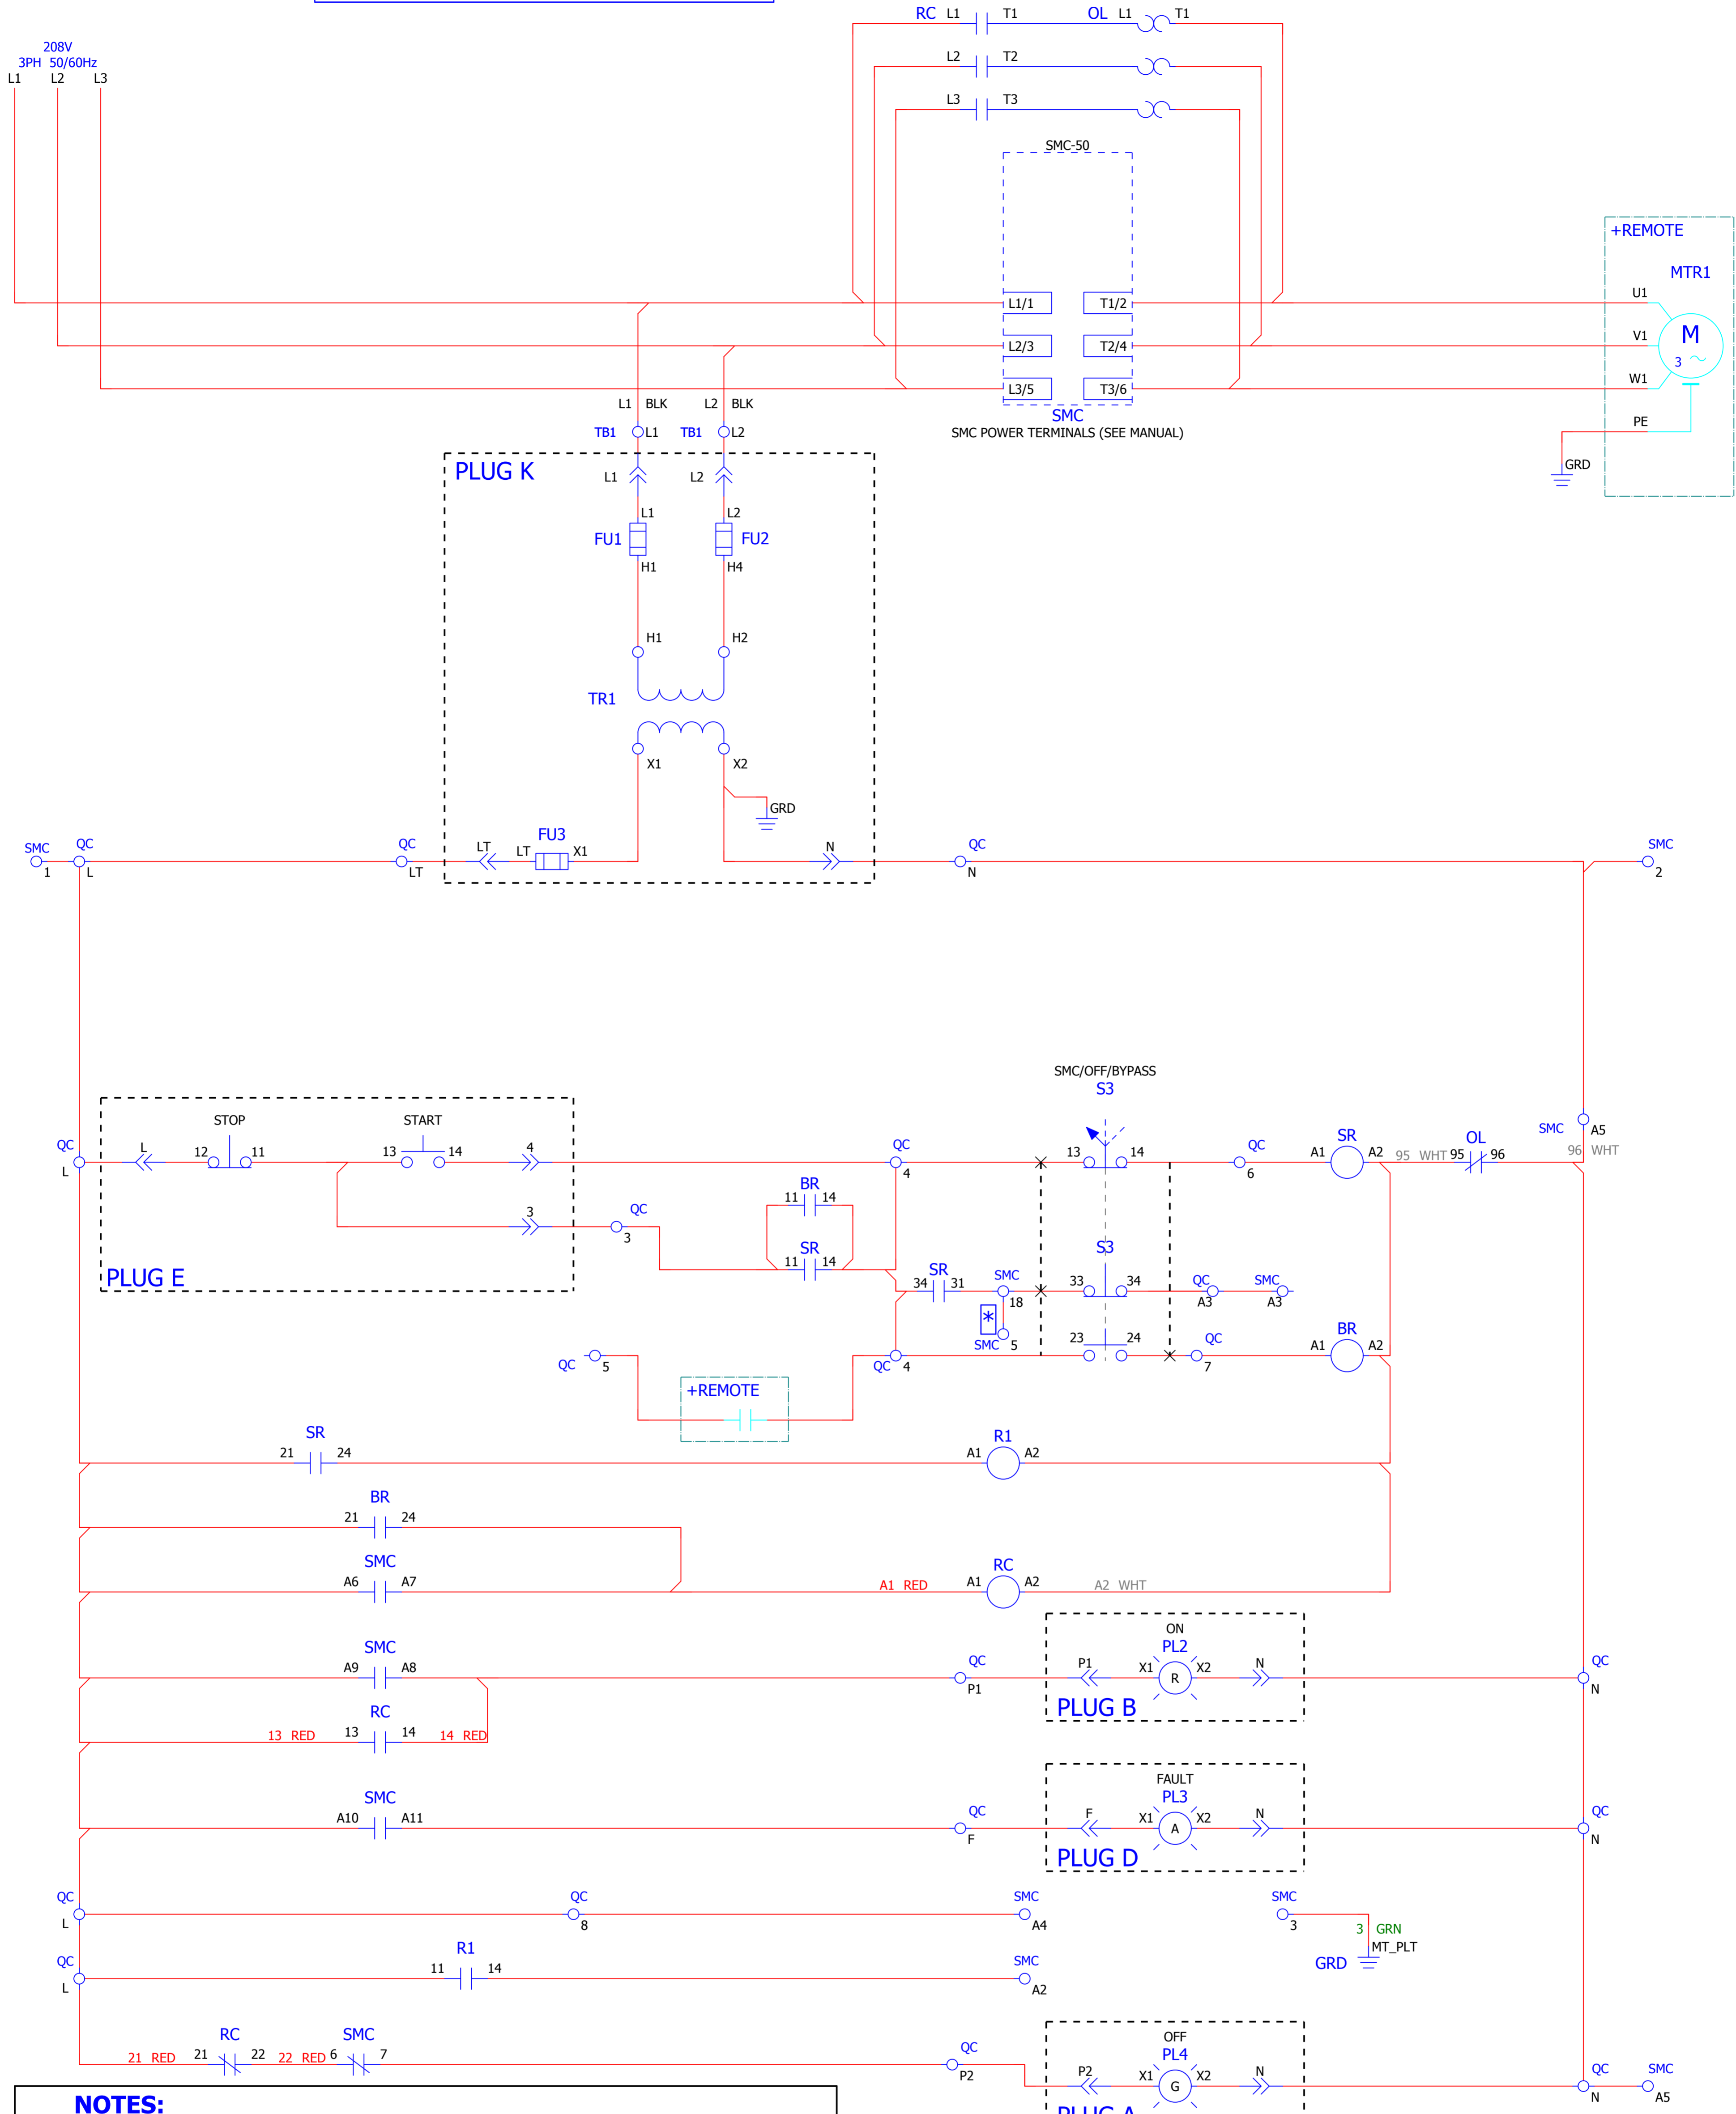 RC L1 T1 OL L1 T1
208V
3PH 50/60Hz
L1 L2 L3
L2 T2
L3 T3
SMC-50
+REMOTE
MTR1
L1/1 T1/2 U1
L2/3 T2/4 V1
M
3
L3/5 T3/6 W1
L1 BLK L2 BLK
SMC
PE
TB1 L1 TB1 L2
SMC POWER TERMINALS (SEE MANUAL)
PLUG K
L1 L2
GRD
L1 L2
FU1 FU2
H1 H4
H1 H2
TR1
X1 X2
GRD
FU3
SMC QC QC LT LT X1 N QC SMC
1 L LT N 2
SMC/OFF/BYPASS
S3
STOP START
SMC A5
QC L 12 11 13 14 4 QC 13 14 QC SR OL
L 4 6 A1 A2 95 WHT 95 96 96 WHT
BR
11 14
3 QC
3
SR
11 14
S3
PLUG E
SR
34 31 SMC 33 34 QC SMC
18 A3 A3
*
SMC 5
23 24 QC BR
A1 A2
QC 5 QC 4 7
+REMOTE
SR R1
21 24 A1 A2
BR
21 24
SMC RC
A6 A7 A1 RED A1 A2 A2 WHT
ON
SMC PL2
A9 A8 QC P1 X1 R X2 N QC
P1 N
RC PLUG B
13 RED 13 14 14 RED
FAULT
SMC PL3
A10 A11 QC F X1 A X2 N QC
F N
PLUG D
QC QC SMC SMC
L 8 A4 3
3 GRN
MT_PLT
GRD
QC R1 SMC
L 11 14 A2
OFF
RC SMC PL4
21 RED 21 22 22 RED 6 7 QC
P2 P2 X1 G X2 N QC SMC
N A5
NOTES:
PLUG A